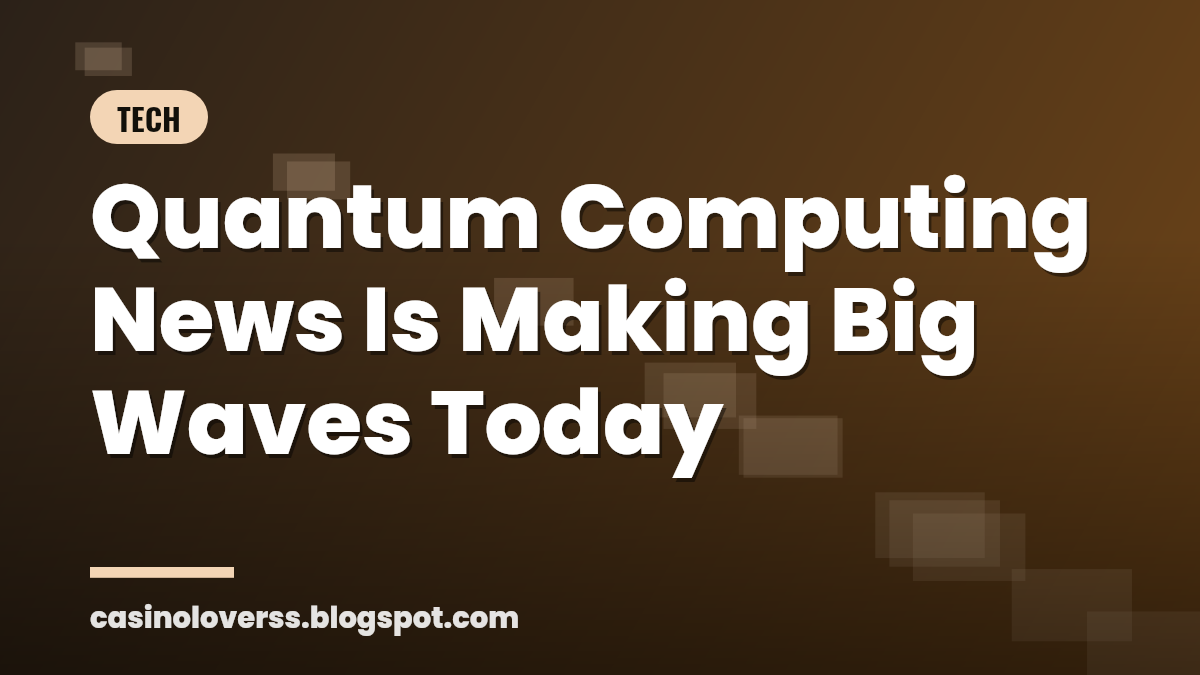 TECH
Quantum Computing
News Is Making Big
Waves Today
casinoloverss.blogspot.com